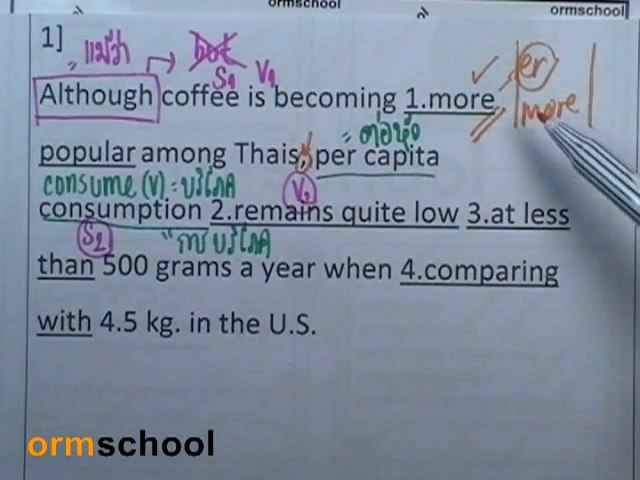 ormschool
ormschool
1]
แม้ว่า
but
er
S1
V1
Although coffee is becoming 1.more
more
= ต่อหัว
popular among Thais, per capita
consume (v) = บริโภค
V2
consumption 2.remains quite low 3.at less
S2
= การบริโภค
than 500 grams a year when 4.comparing
with 4.5 kg. in the U.S.
ormschool